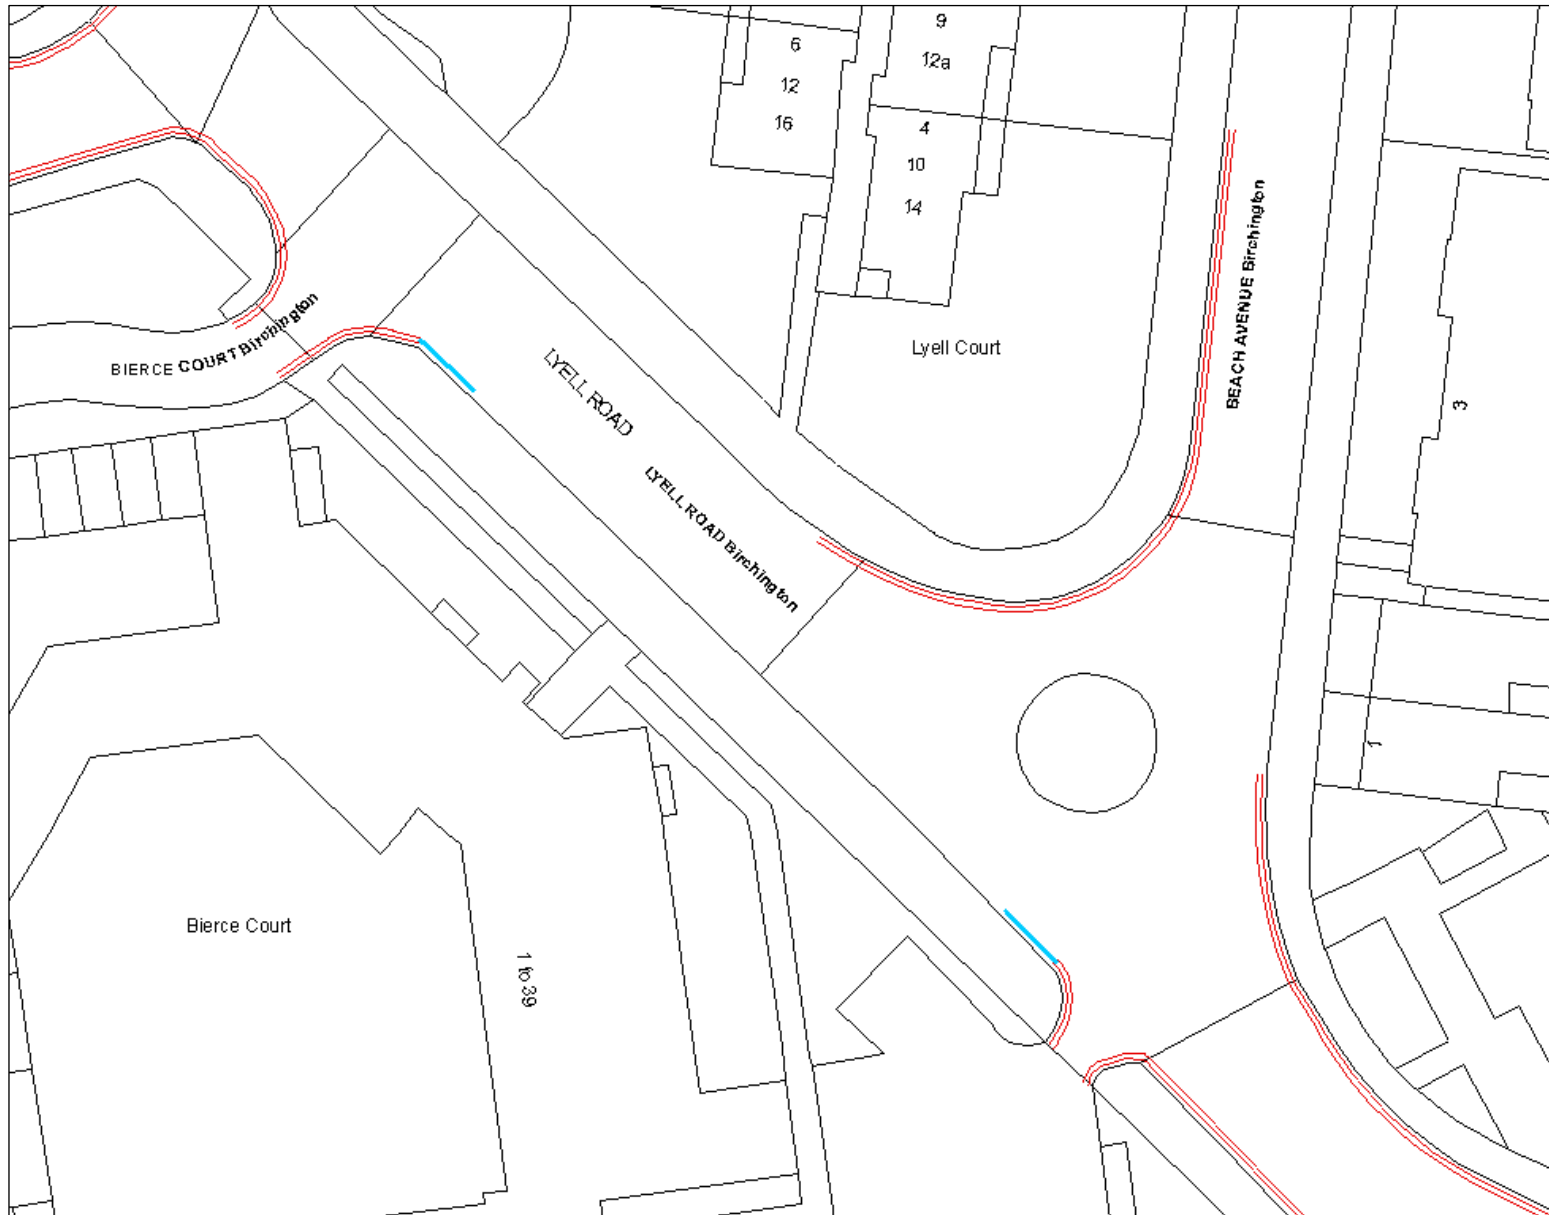 9
6
12a
12
16
4
10
14
BEACH AVENUE Birchington
BIERCE COURT Birchington
LYELL ROAD
Lyell Court
3
LYELL ROAD Birchington
1
Bierce Court
1 to 39